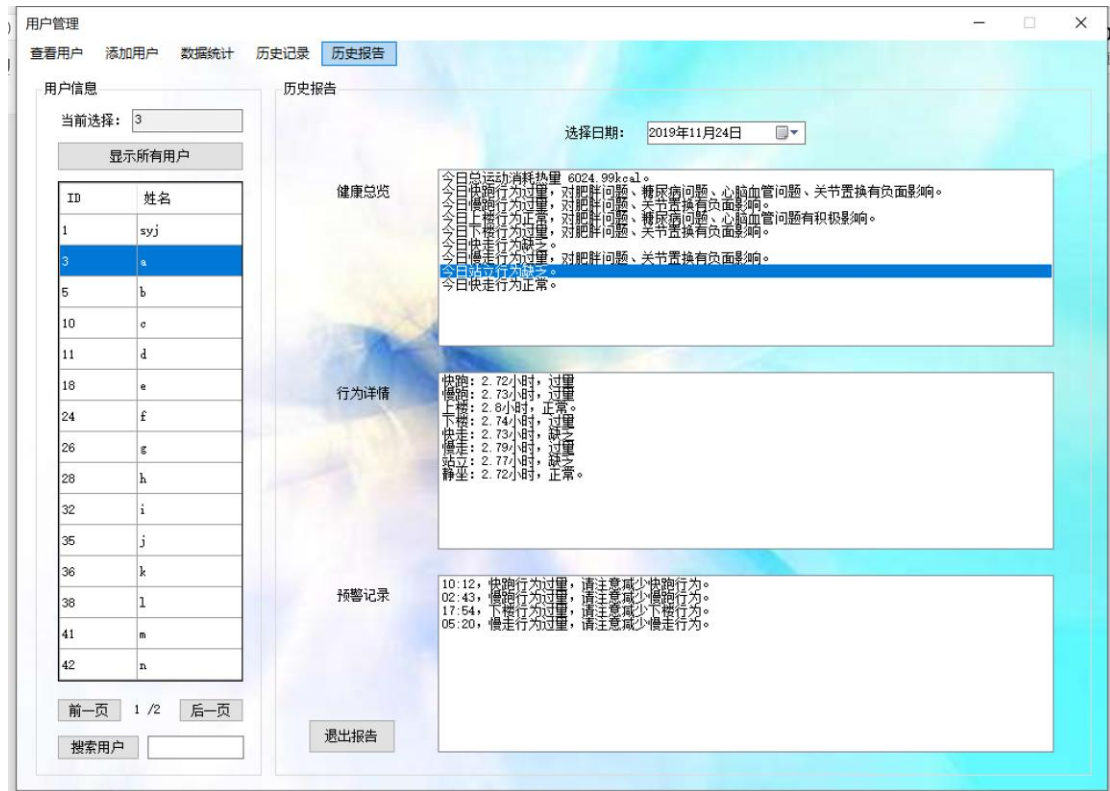 用户管理
查看用户 添加用户 数据统计 历史记录 历史报告
用户信息
当前选择: 3
显示所有用户
ID 姓名
1 syj
3 a
5 b
10 c
11 d
18 e
24 f
26 g
28 h
32 i
35 j
36 k
38 l
41 m
42 n
前一页 1 /2 后一页
搜索用户
历史报告
选择日期: 2019年11月24日
健康总览
今日总运动消耗热量 6024.99kcal。
今日快跑行为过量,对肥胖问题、糖尿病问题、心脑血管问题、关节置换有负面影响。
今日慢跑行为过量,对肥胖问题、关节置换有负面影响。
今日上楼行为正常,对肥胖问题、糖尿病问题、心脑血管问题有积极影响。
今日下楼行为过量,对肥胖问题、关节置换有负面影响。
今日快走行为缺乏。
今日慢走行为过量,对肥胖问题、关节置换有负面影响。
今日站立行为缺乏。
今日快走行为正常。
行为详情
快跑: 2.72小时,过量
慢跑: 2.73小时,过量
上楼: 2.8小时,正常。
下楼: 2.74小时,过量
快走: 2.73小时,缺乏
慢走: 2.79小时,过量
站立: 2.77小时,缺乏
静坐: 2.72小时,正常。
预警记录
10:12,快跑行为过量,请注意减少快跑行为。
02:43,慢跑行为过量,请注意减少慢跑行为。
17:54,下楼行为过量,请注意减少下楼行为。
05:20,慢走行为过量,请注意减少慢走行为。
退出报告